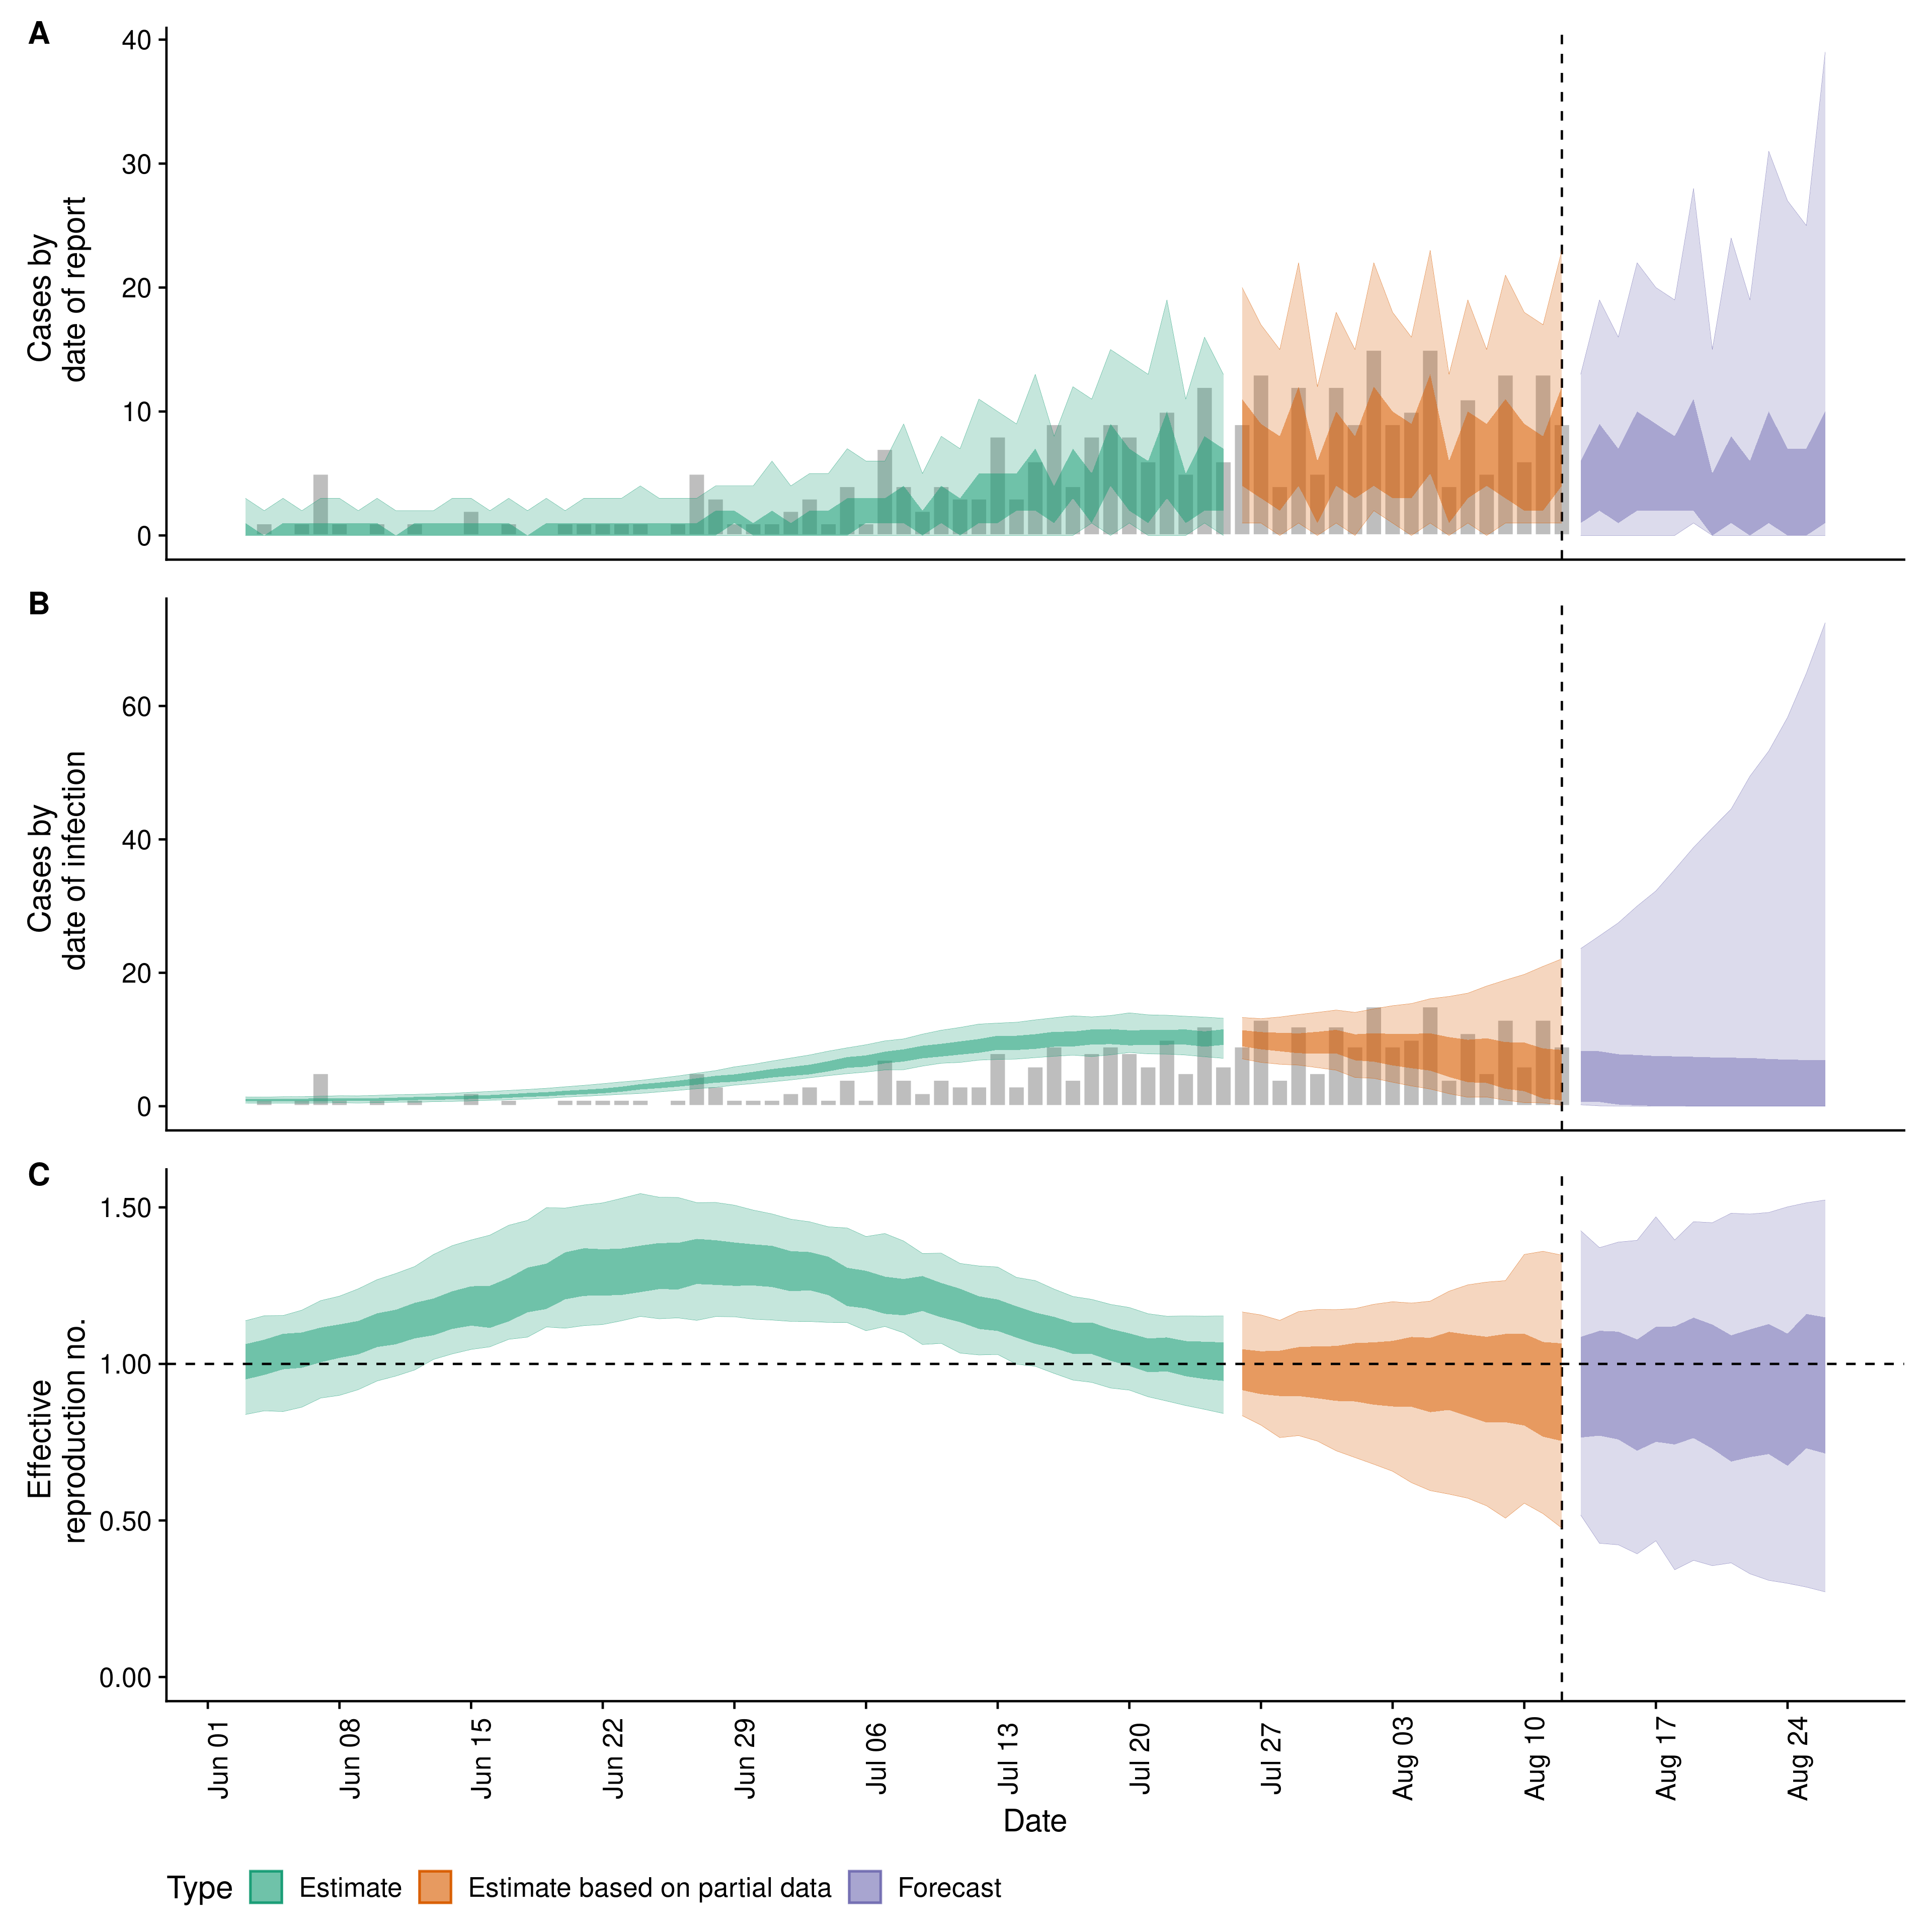 A
40
30
20
10
0
Cases by
date of report
B
60
40
20
0
Cases by
date of infection
C
1.50
1.00
0.50
0.00
Effective
reproduction no.
Jun 01
Jun 08
Jun 15
Jun 22
Jun 29
Jul 06
Jul 13
Jul 20
Jul 27
Aug 03
Aug 10
Aug 17
Aug 24
Date
Type Estimate Estimate based on partial data Forecast